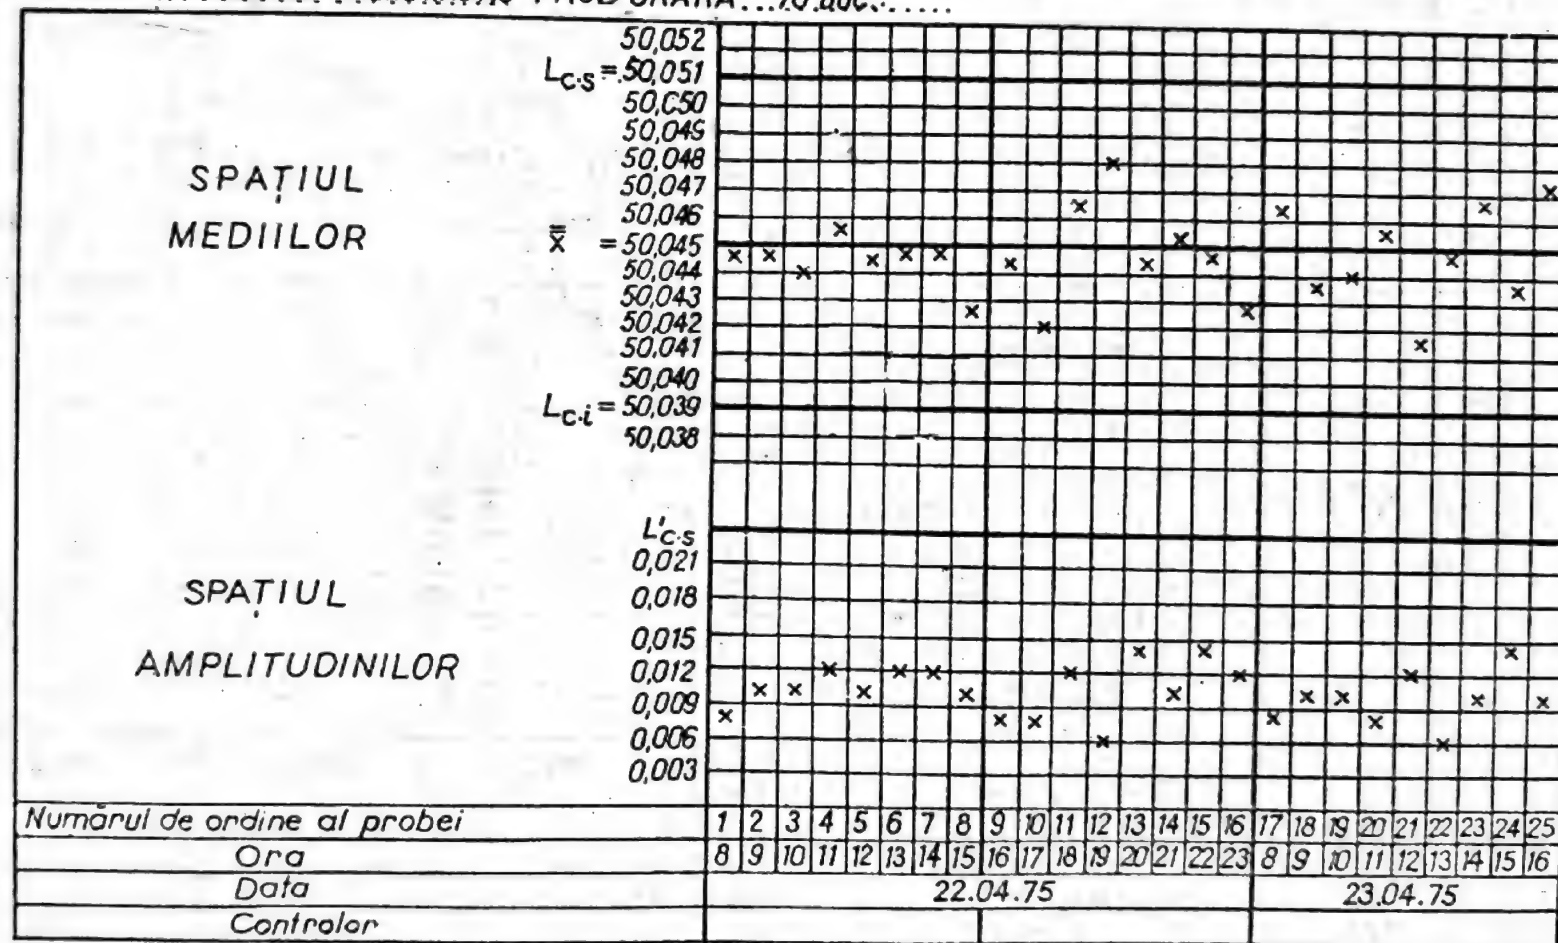 PROD ORARĂ...10 buc.......
50,052
Lc.s = 50,051
50,050
50,049
50,048
50,047
50,046
x̿ = 50,045
50,044
50,043
50,042
50,041
50,040
Lc.i = 50,039
50,038
SPAȚIUL
MEDIILOR
L'c.s
0,021
0,018
0,015
0,012
0,009
0,006
0,003
SPAȚIUL
AMPLITUDINILOR
Numărul de ordine al probei 1 2 3 4 5 6 7 8 9 10 11 12 13 14 15 16 17 18 19 20 21 22 23 24 25
Ora 8 9 10 11 12 13 14 15 16 17 18 19 20 21 22 23 8 9 10 11 12 13 14 15 16
Data 22.04.75 23.04.75
Controlor